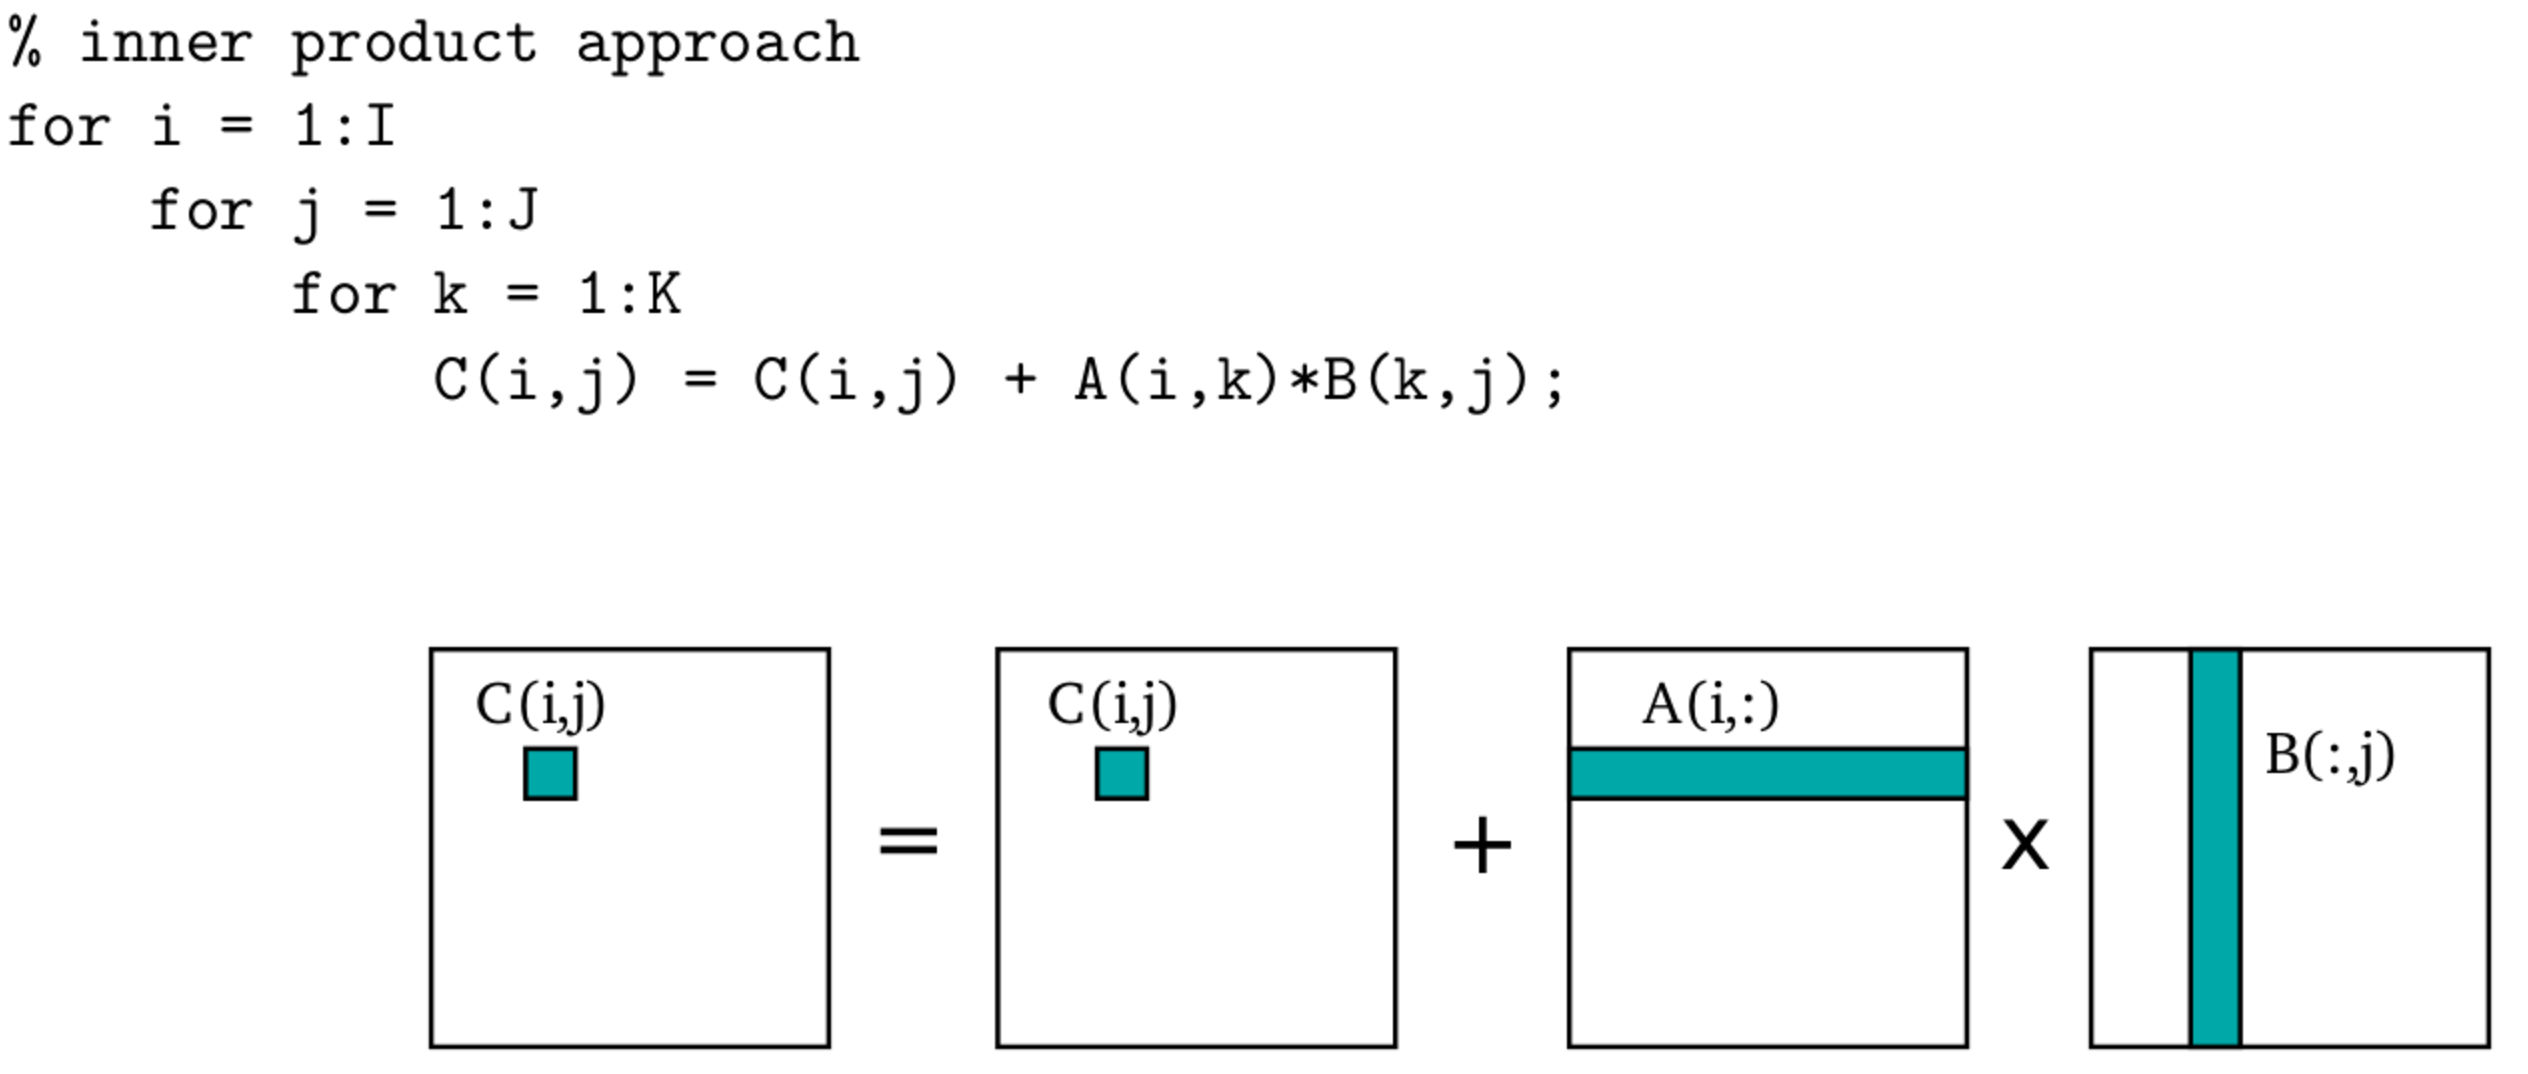 % inner product approach
for i = 1:I
    for j = 1:J
        for k = 1:K
            C(i,j) = C(i,j) + A(i,k)*B(k,j);
C(i,j) C(i,j) A(i,:) B(:,j)
= + x